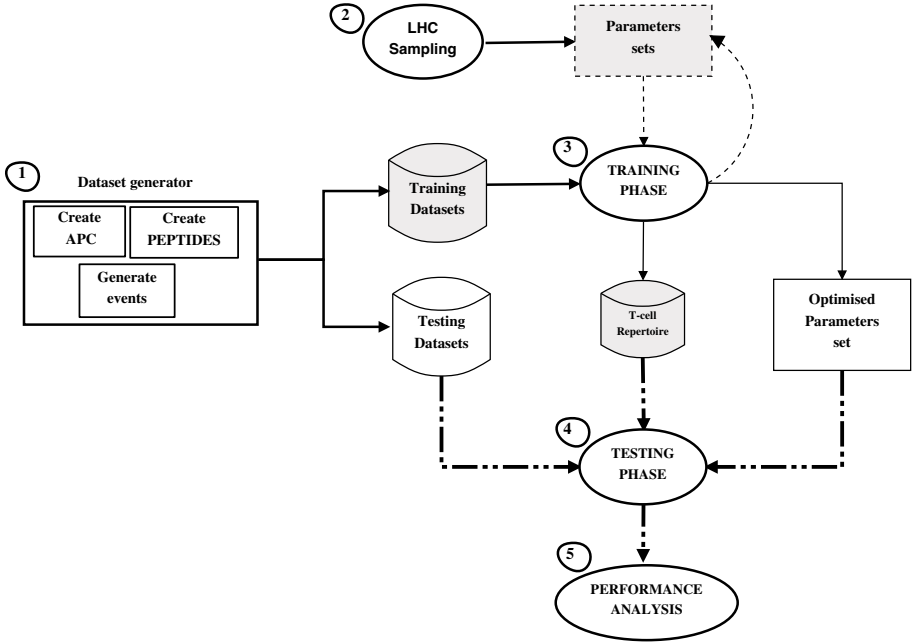 2
LHC
Sampling
Parameters
sets
1
Dataset generator
Create
APC
Create
PEPTIDES
Generate
events
Training
Datasets
3
TRAINING
PHASE
Testing
Datasets
T-cell
Repertoire
Optimised
Parameters
set
4
TESTING
PHASE
5
PERFORMANCE
ANALYSIS